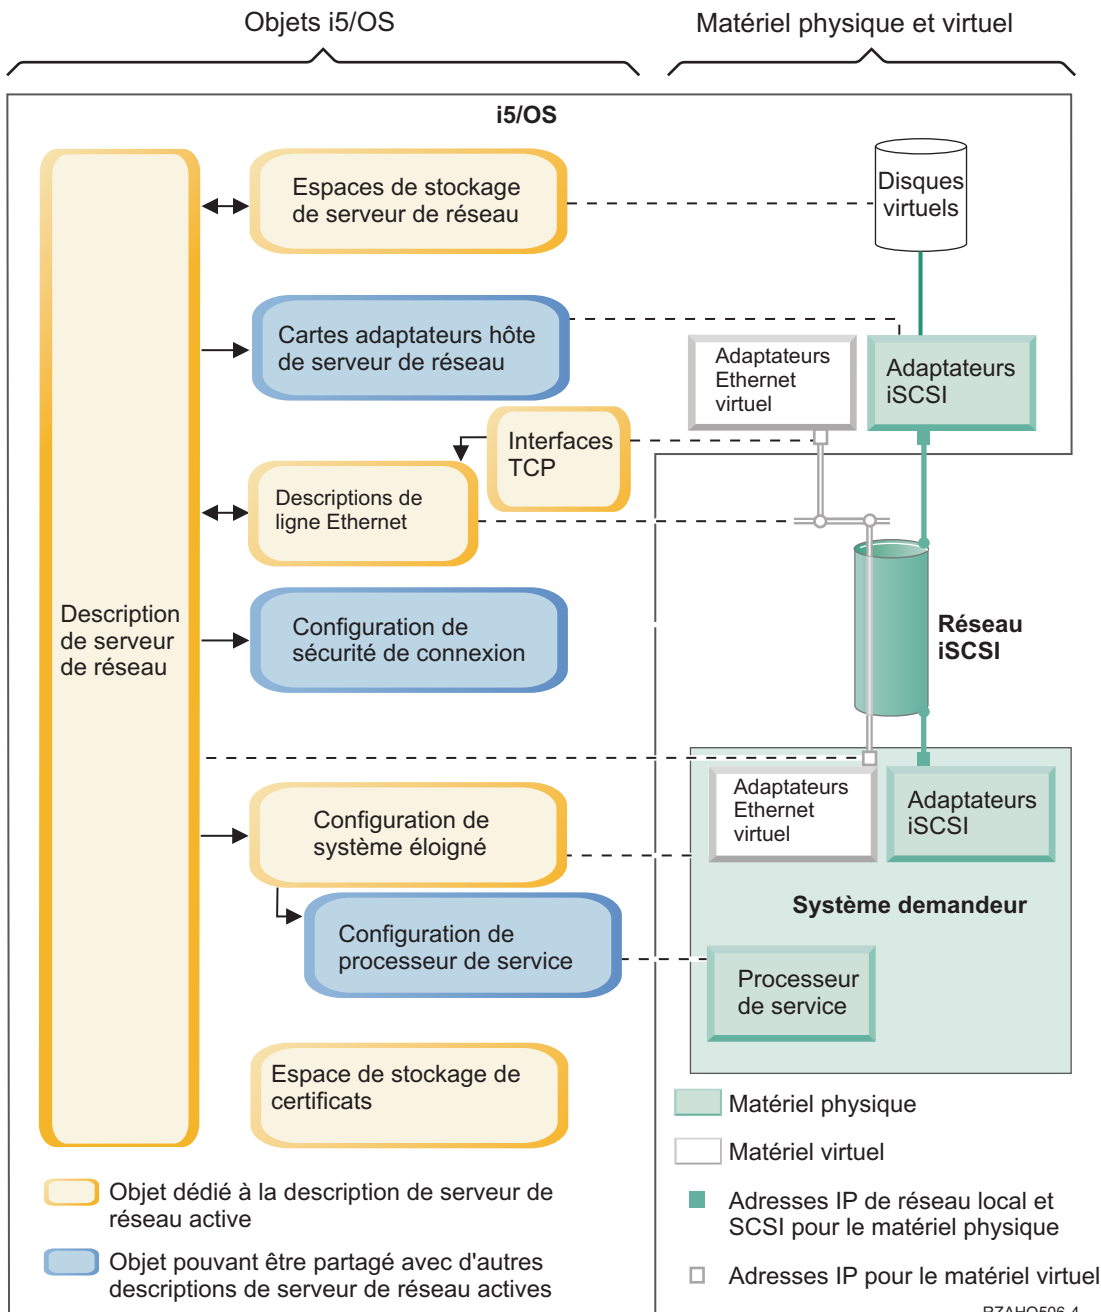 Objets i5/OS
Matériel physique et virtuel
i5/OS
Espaces de stockage
de serveur de réseau
Disques
virtuels
Cartes adaptateurs hôte
de serveur de réseau
Adaptateurs
Ethernet
virtuel
Adaptateurs
iSCSI
Interfaces
TCP
Descriptions de
ligne Ethernet
Description
de serveur
de réseau
Configuration de
sécurité de connexion
Réseau
iSCSI
Configuration de
système éloigné
Adaptateurs
Ethernet
virtuel
Adaptateurs
iSCSI
Système demandeur
Configuration de
processeur de service
Processeur
de service
Espace de stockage de
certificats
Objet dédié à la description de serveur de
réseau active
Objet pouvant être partagé avec d'autres
descriptions de serveur de réseau actives
Matériel physique
Matériel virtuel
Adresses IP de réseau local et
SCSI pour le matériel physique
Adresses IP pour le matériel virtuel
RZAHQ506-4